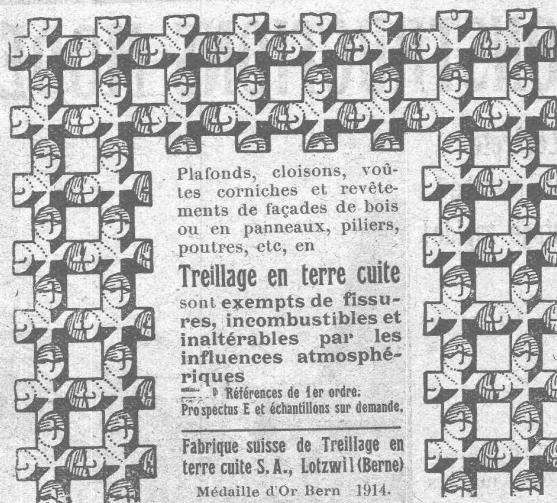 Plafonds, cloisons, voû-
tes corniches et revête-
ments de façades de bois
ou en panneaux, piliers,
poutres, etc, en
Treillage en terre cuite
sont exempts de fissu-
res, incombustibles et
inaltérables par les
influences atmosphé-
riques
Références de 1er ordre.
Prospectus E et échantillons sur demande.
Fabrique suisse de Treillage en
terre cuite S. A., Lotzwil (Berne)
Médaille d'Or Bern 1914.